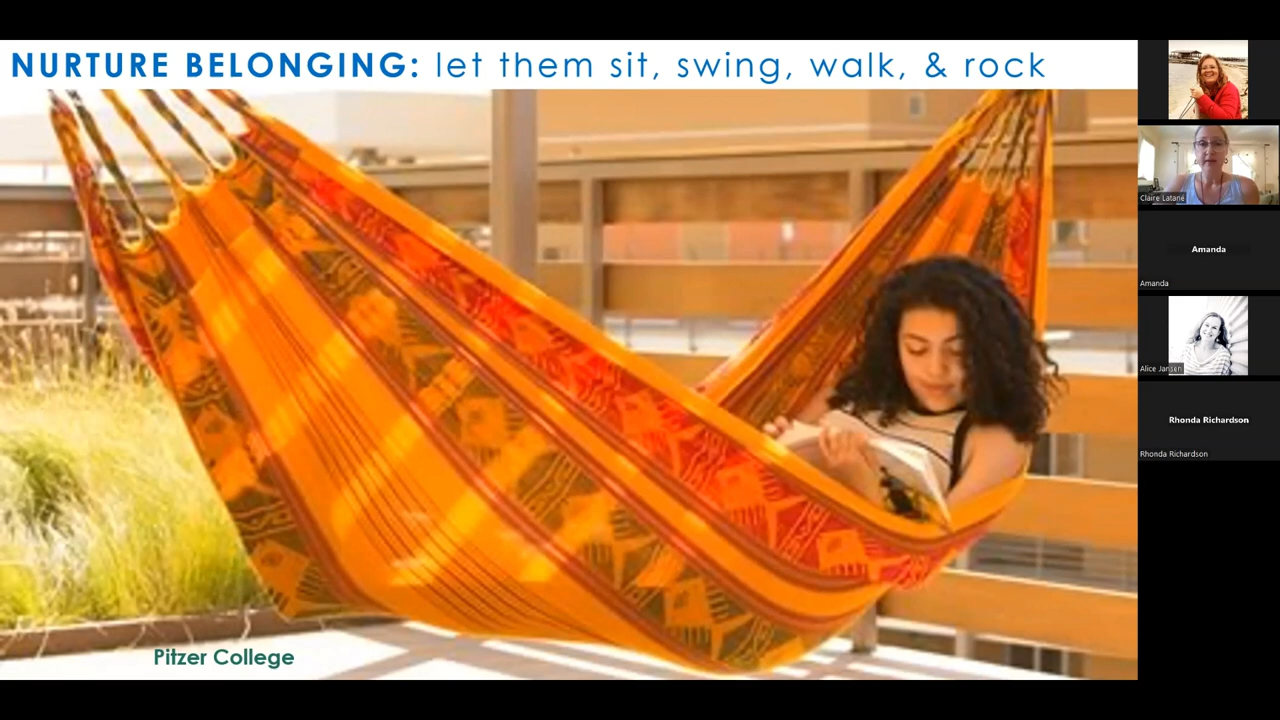 NURTURE BELONGING: let them sit, swing, walk, & rock
Pitzer College
Claire Latane
Amanda
Amanda
Alice Jansen
Rhonda Richardson
Rhonda Richardson